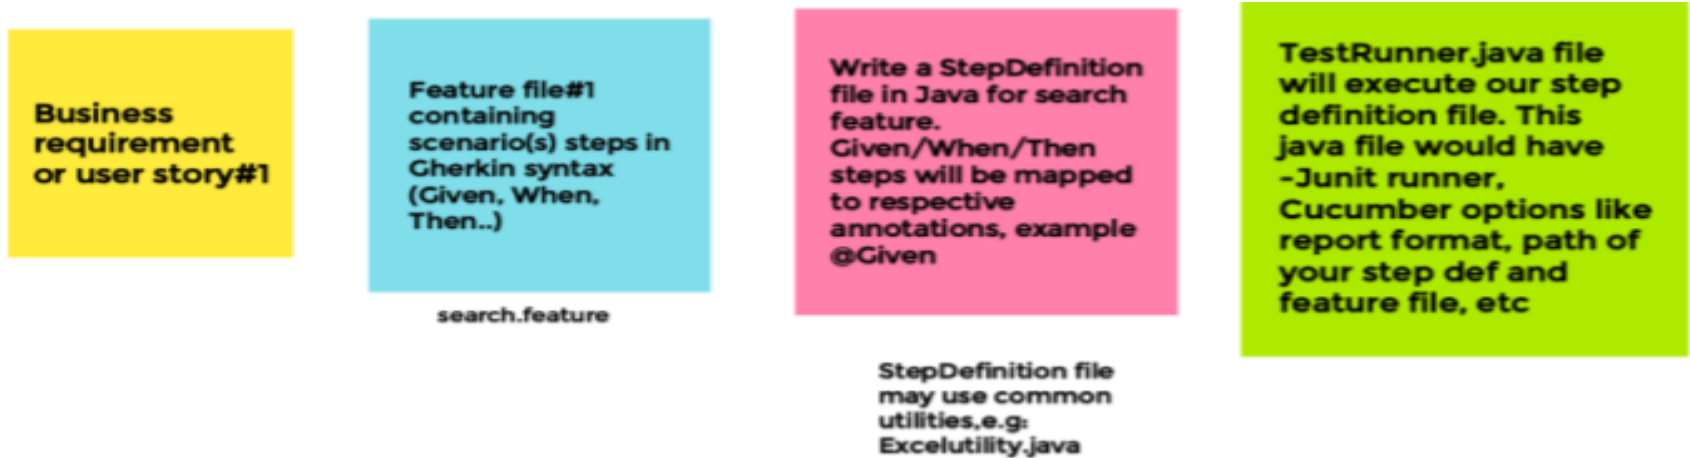 Business
requirement
or user story#1
Feature file#1
containing
scenario(s) steps in
Gherkin syntax
(Given, When,
Then..)
search.feature
Write a StepDefinition
file in Java for search
feature.
Given/When/Then
steps will be mapped
to respective
annotations, example
@Given
StepDefinition file
may use common
utilities,e.g:
Excelutility.java
TestRunner.java file
will execute our step
definition file. This
java file would have
-Junit runner,
Cucumber options like
report format, path of
your step def and
feature file, etc